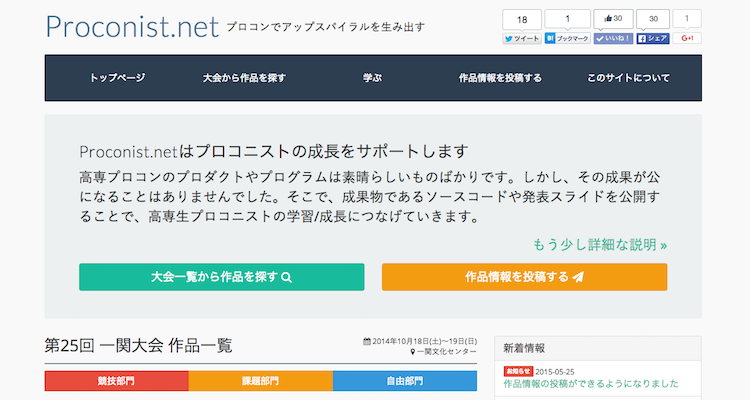 Proconist.net プロコンでアップスパイラルを生み出す
18 1 30 30 1
ツイート B! ブックマーク いいね! シェア G+1
トップページ 大会から作品を探す 学ぶ 作品情報を投稿する このサイトについて
Proconist.netはプロコニストの成長をサポートします
高専プロコンのプロダクトやプログラムは素晴らしいものばかりです。しかし、その成果が公
になることはありませんでした。そこで、成果物であるソースコードや発表スライドを公開す
ることで、高専生プロコニストの学習/成長につなげていきます。
もう少し詳細な説明 »
大会一覧から作品を探す 作品情報を投稿する
第25回 一関大会 作品一覧
2014年10月18日(土)〜19日(日)
一関文化センター
競技部門 課題部門 自由部門
新着情報
お知らせ 2015-05-25
作品情報の投稿ができるようになりました